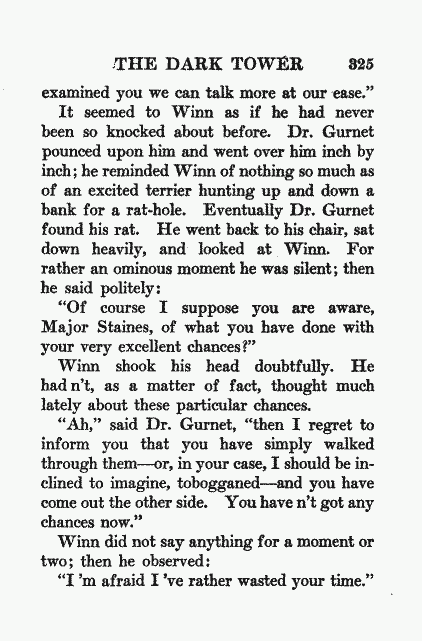 THE DARK TOWER 325
examined you we can talk more at our ease."
It seemed to Winn as if he had never
been so knocked about before. Dr. Gurnet
pounced upon him and went over him inch by
inch; he reminded Winn of nothing so much as
of an excited terrier hunting up and down a
bank for a rat-hole. Eventually Dr. Gurnet
found his rat. He went back to his chair, sat
down heavily, and looked at Winn. For
rather an ominous moment he was silent; then
he said politely:
"Of course I suppose you are aware,
Major Staines, of what you have done with
your very excellent chances?"
Winn shook his head doubtfully. He
had n't, as a matter of fact, thought much
lately about these particular chances.
"Ah," said Dr. Gurnet, "then I regret to
inform you that you have simply walked
through them—or, in your case, I should be in-
clined to imagine, tobogganed—and you have
come out the other side. You have n't got any
chances now."
Winn did not say anything for a moment or
two; then he observed:
"I 'm afraid I 've rather wasted your time."